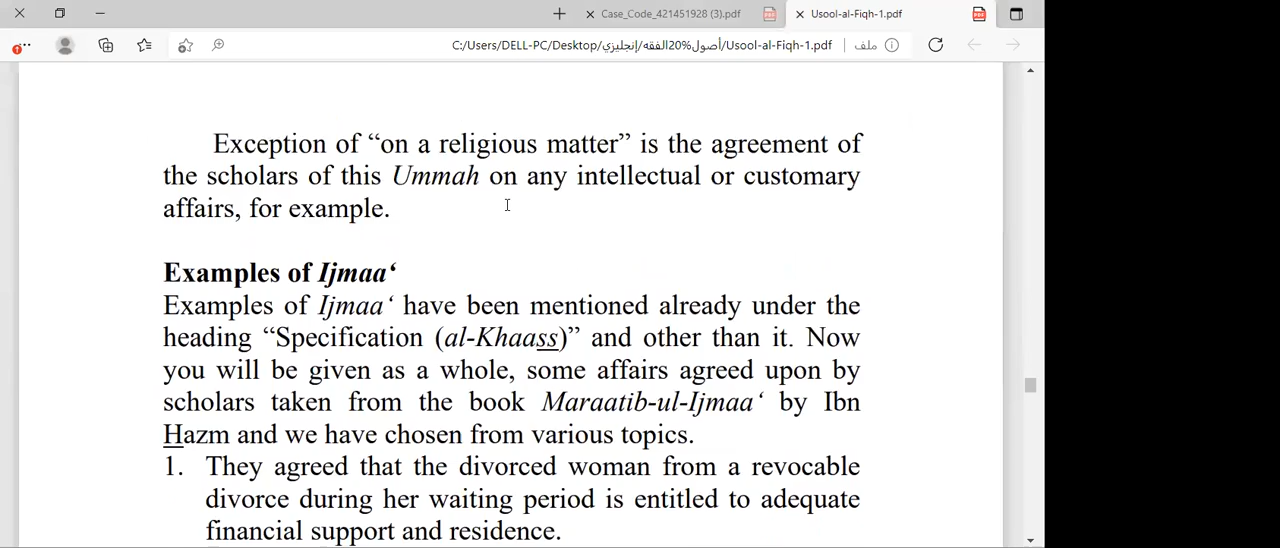 Case_Code_421451928 (3).pdf
Usool-al-Fiqh-1.pdf
C:/Users/DELL-PC/Desktop/إنجليزي/أصول%20الفقه/Usool-al-Fiqh-1.pdf
ملف
Exception of “on a religious matter” is the agreement of
the scholars of this Ummah on any intellectual or customary
affairs, for example.
Examples of Ijmaa‘
Examples of Ijmaa‘ have been mentioned already under the
heading “Specification (al-Khaass)” and other than it. Now
you will be given as a whole, some affairs agreed upon by
scholars taken from the book Maraatib-ul-Ijmaa‘ by Ibn
Hazm and we have chosen from various topics.
1. They agreed that the divorced woman from a revocable
divorce during her waiting period is entitled to adequate
financial support and residence.